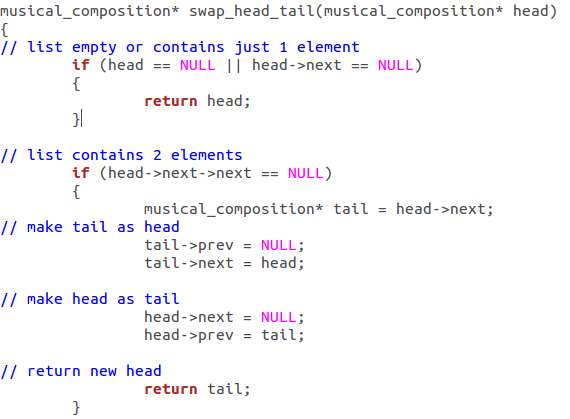 musical_composition* swap_head_tail(musical_composition* head)
{
// list empty or contains just 1 element
        if (head == NULL || head->next == NULL)
        {
                return head;
        }

// list contains 2 elements
        if (head->next->next == NULL)
        {
                musical_composition* tail = head->next;
// make tail as head
                tail->prev = NULL;
                tail->next = head;

// make head as tail
                head->next = NULL;
                head->prev = tail;

// return new head
                return tail;
        }